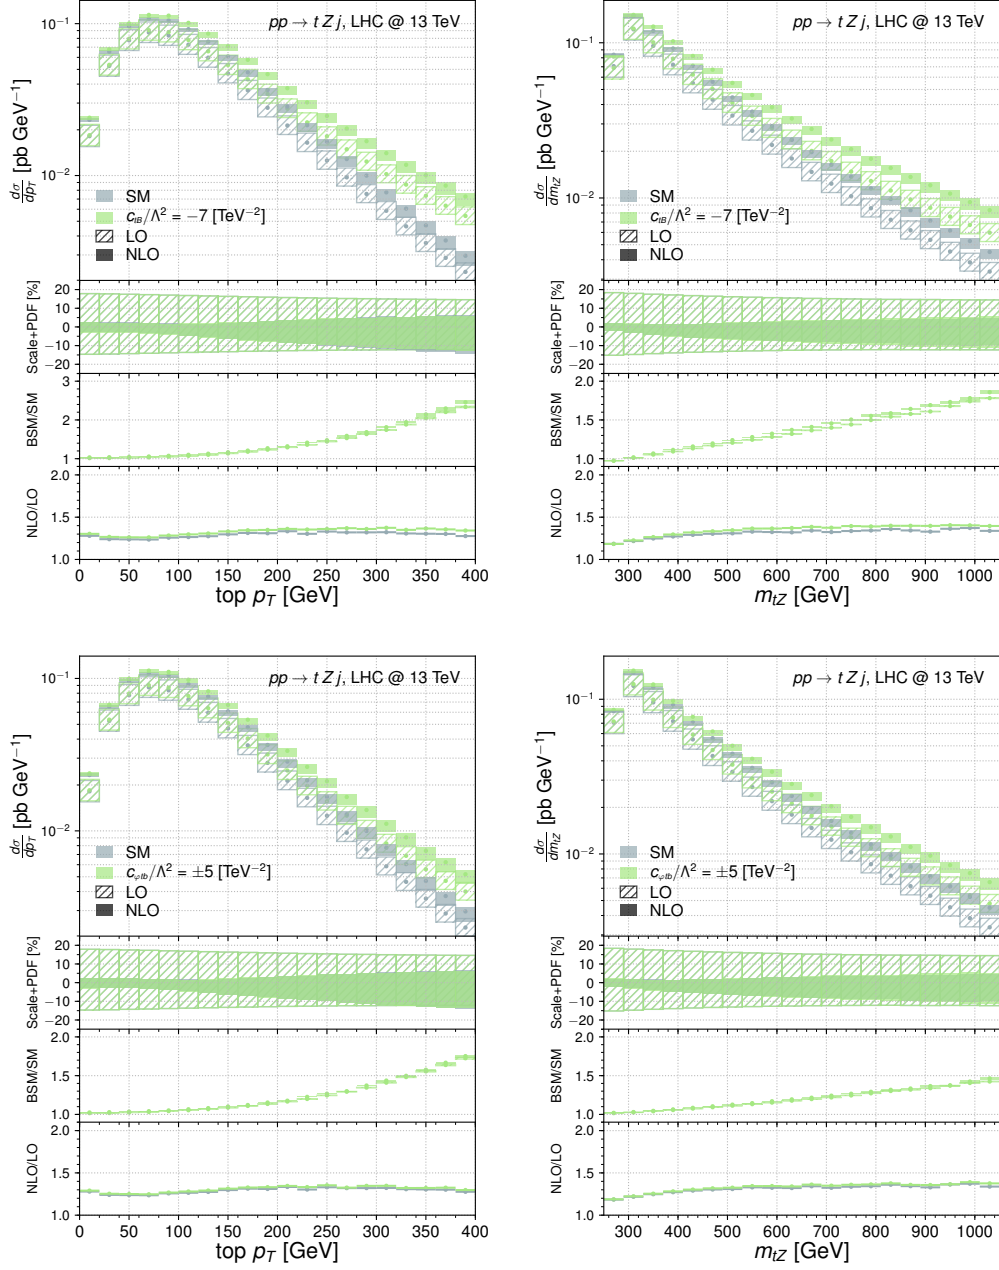 pp → t Z j, LHC @ 13 TeV
10⁻¹
10⁻²
dσ/dp_T [pb GeV⁻¹]
SM
c_tB/Λ² = −7 [TeV⁻²]
LO
NLO
20
10
0
−10
−20
Scale+PDF [%]
3
2
1
BSM/SM
2.0
1.5
1.0
NLO/LO
0 50 100 150 200 250 300 350 400
top p_T [GeV]
pp → t Z j, LHC @ 13 TeV
10⁻¹
10⁻²
dσ/dm_tZ [pb GeV⁻¹]
SM
c_tB/Λ² = −7 [TeV⁻²]
LO
NLO
20
10
0
−10
−20
Scale+PDF [%]
2.0
1.5
1.0
BSM/SM
2.0
1.5
1.0
NLO/LO
300 400 500 600 700 800 900 1000
m_tZ [GeV]
pp → t Z j, LHC @ 13 TeV
10⁻¹
10⁻²
dσ/dp_T [pb GeV⁻¹]
SM
c_φtb/Λ² = ±5 [TeV⁻²]
LO
NLO
20
10
0
−10
−20
Scale+PDF [%]
2.0
1.5
1.0
BSM/SM
2.0
1.5
1.0
NLO/LO
0 50 100 150 200 250 300 350 400
top p_T [GeV]
pp → t Z j, LHC @ 13 TeV
10⁻¹
10⁻²
dσ/dm_tZ [pb GeV⁻¹]
SM
c_φtb/Λ² = ±5 [TeV⁻²]
LO
NLO
20
10
0
−10
−20
Scale+PDF [%]
2.0
1.5
1.0
BSM/SM
2.0
1.5
1.0
NLO/LO
300 400 500 600 700 800 900 1000
m_tZ [GeV]